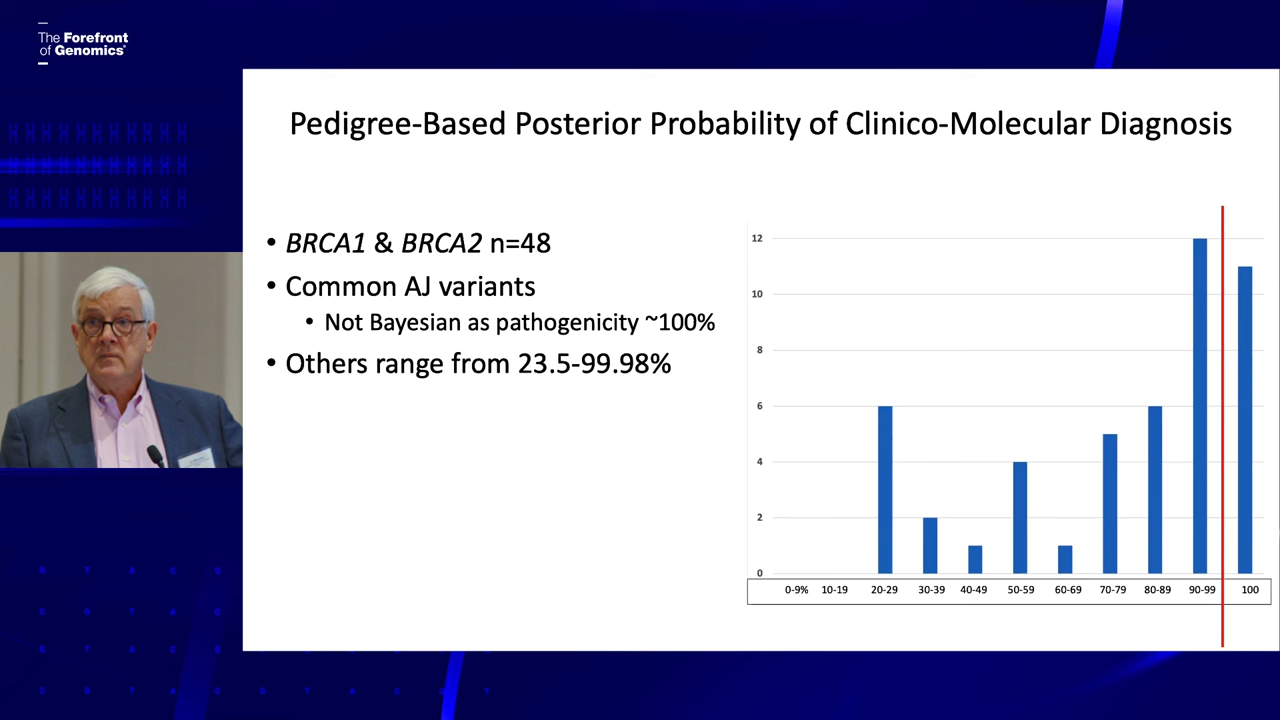 The Forefront
of Genomics
Pedigree-Based Posterior Probability of Clinico-Molecular Diagnosis
• BRCA1 & BRCA2 n=48
• Common AJ variants
• Not Bayesian as pathogenicity ~100%
• Others range from 23.5-99.98%
12
10
8
6
4
2
0
0-9% 10-19 20-29 30-39 40-49 50-59 60-69 70-79 80-89 90-99 100